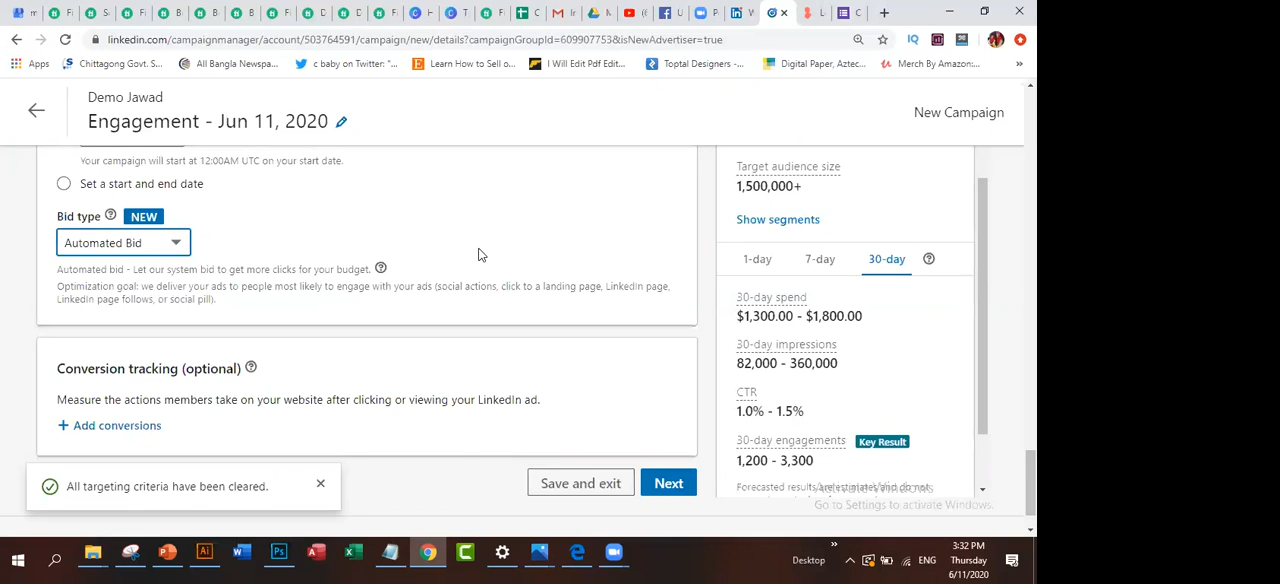 linkedin.com/campaignmanager/account/503764591/campaign/new/details?campaignGroupId=609907753&isNewAdvertiser=true
Apps
Chittagong Govt. S...
All Bangla Newspa...
c baby on Twitter: "...
Learn How to Sell o...
I Will Edit Pdf Edit...
Toptal Designers -...
Digital Paper, Aztec...
Merch By Amazon:...
»
Demo Jawad
Engagement - Jun 11, 2020
New Campaign
Your campaign will start at 12:00AM UTC on your start date.
Set a start and end date
Bid type NEW
Automated Bid
Automated bid - Let our system bid to get more clicks for your budget.
Optimization goal: we deliver your ads to people most likely to engage with your ads (social actions, click to a landing page, LinkedIn page,
LinkedIn page follows, or social pill).
Conversion tracking (optional)
Measure the actions members take on your website after clicking or viewing your LinkedIn ad.
+ Add conversions
All targeting criteria have been cleared.
Save and exit
Next
Target audience size
1,500,000+
Show segments
1-day 7-day 30-day
30-day spend
$1,300.00 - $1,800.00
30-day impressions
82,000 - 360,000
CTR
1.0% - 1.5%
30-day engagements Key Result
1,200 - 3,300
Forecasted results are estimates and do not
Activate Windows
Go to Settings to activate Windows.
Desktop
ENG
3:32 PM
Thursday
6/11/2020